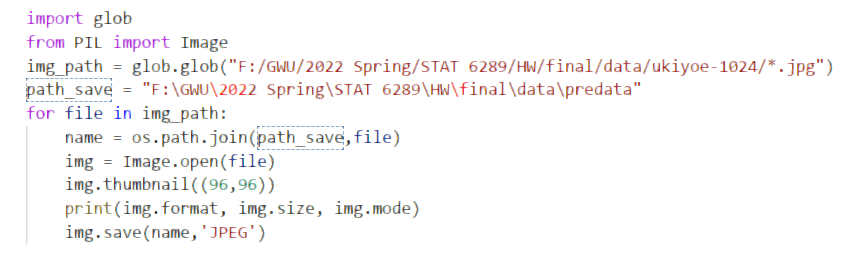 import glob
from PIL import Image
img_path = glob.glob("F:/GWU/2022 Spring/STAT 6289/HW/final/data/ukiyoe-1024/*.jpg")
path_save = "F:\GWU\2022 Spring\STAT 6289\HW\final\data\predata"
for file in img_path:
    name = os.path.join(path_save,file)
    img = Image.open(file)
    img.thumbnail((96,96))
    print(img.format, img.size, img.mode)
    img.save(name,'JPEG')